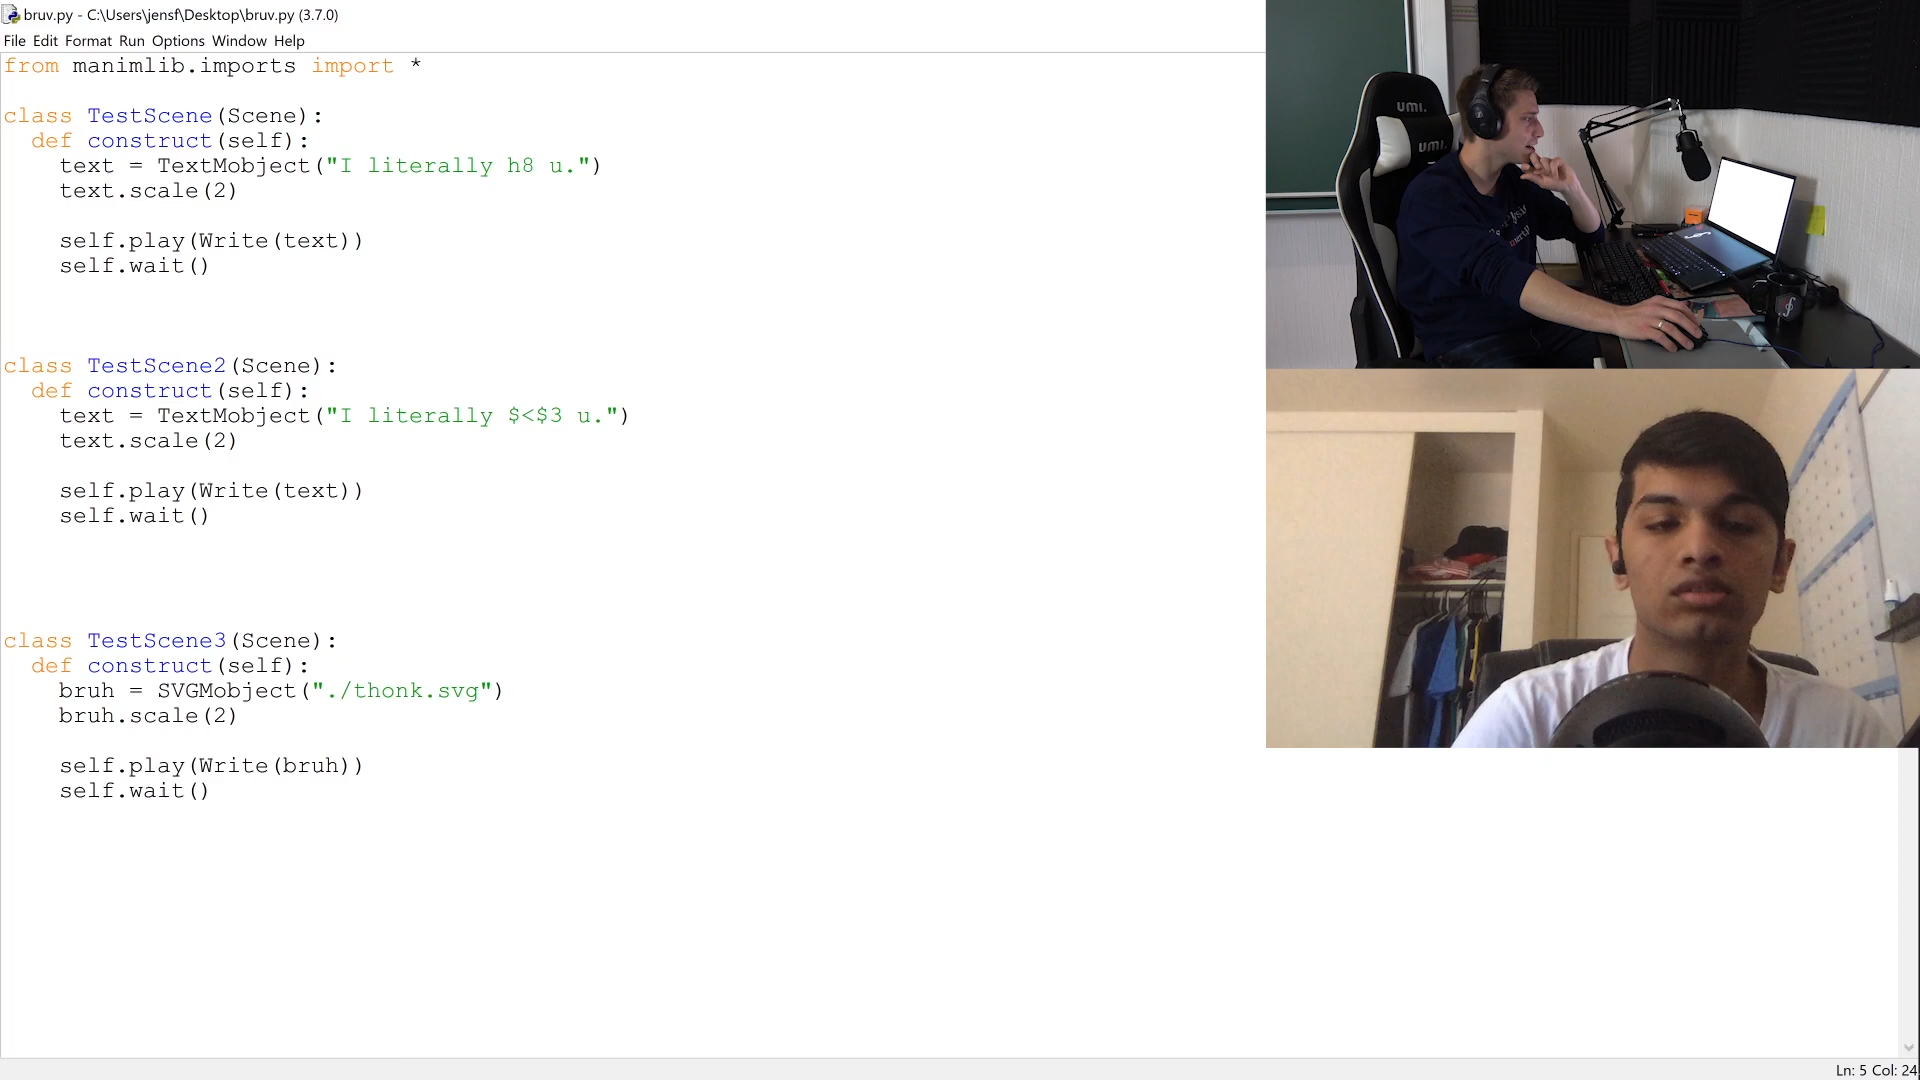 bruv.py - C:\Users\jensf\Desktop\bruv.py (3.7.0)
File Edit Format Run Options Window Help
from manimlib.imports import *
class TestScene(Scene):
def construct(self):
text = TextMobject("I literally h8 u.")
text.scale(2)
self.play(Write(text))
self.wait()
class TestScene2(Scene):
def construct(self):
text = TextMobject("I literally $<$3 u.")
text.scale(2)
self.play(Write(text))
self.wait()
class TestScene3(Scene):
def construct(self):
bruh = SVGMobject("./thonk.svg")
bruh.scale(2)
self.play(Write(bruh))
self.wait()
UMI.
UMI.
Ln: 5 Col: 24